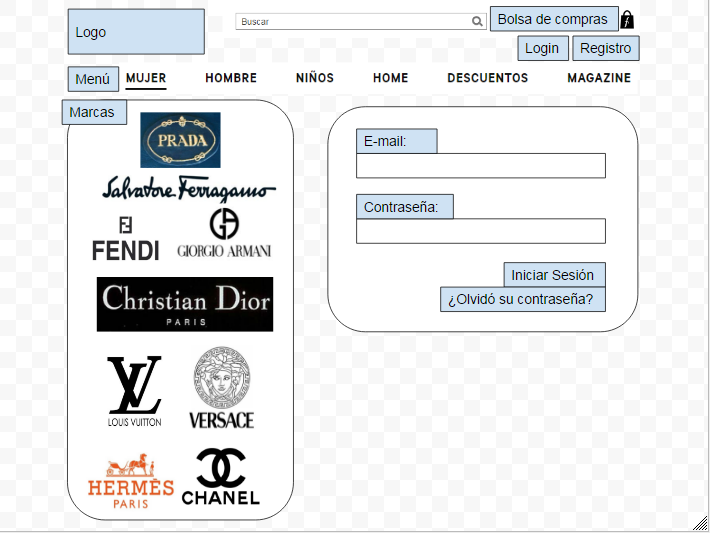 Logo
Buscar
Bolsa de compras
Login
Registro
Menú
MUJER
HOMBRE
NIÑOS
HOME
DESCUENTOS
MAGAZINE
Marcas
PRADA
Salvatore Ferragamo
FENDI
GIORGIO ARMANI
Christian Dior
PARIS
LV
LOUIS VUITTON
VERSACE
HERMÈS
PARIS
CHANEL
E-mail:
Contraseña:
Iniciar Sesión
¿Olvidó su contraseña?